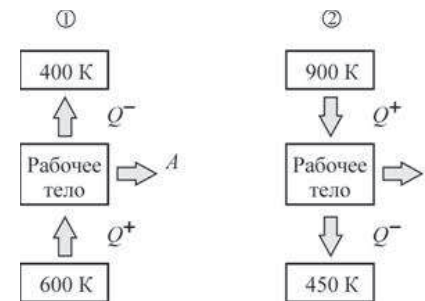 ①
400 К
Q⁻
Рабочее
тело
A
Q⁺
600 К
②
900 К
Q⁺
Рабочее
тело
Q⁻
450 К